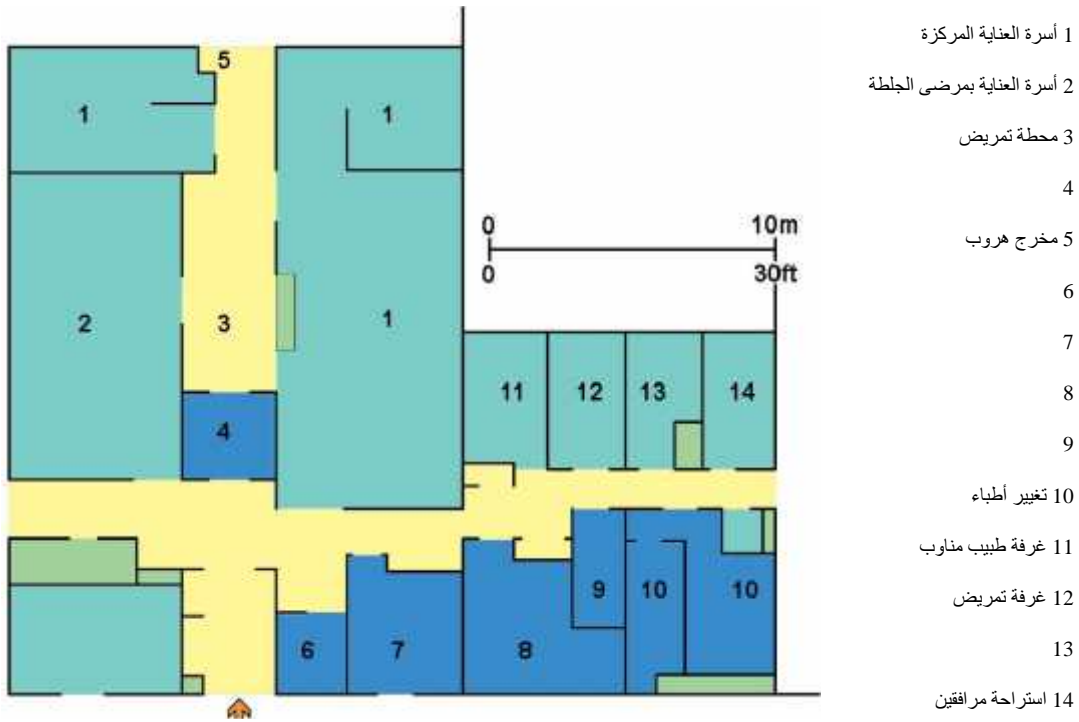 5
1
1
0 10m
0 30ft
2
3
1
11
12
13
14
4
9
10
10
6
7
8
1 أسرة العناية المركزة
2 أسرة العناية بمرضى الجلطة
3 محطة تمريض
4
5 مخرج هروب
6
7
8
9
10 تغيير أطباء
11 غرفة طبيب مناوب
12 غرفة تمريض
13
14 استراحة مرافقين